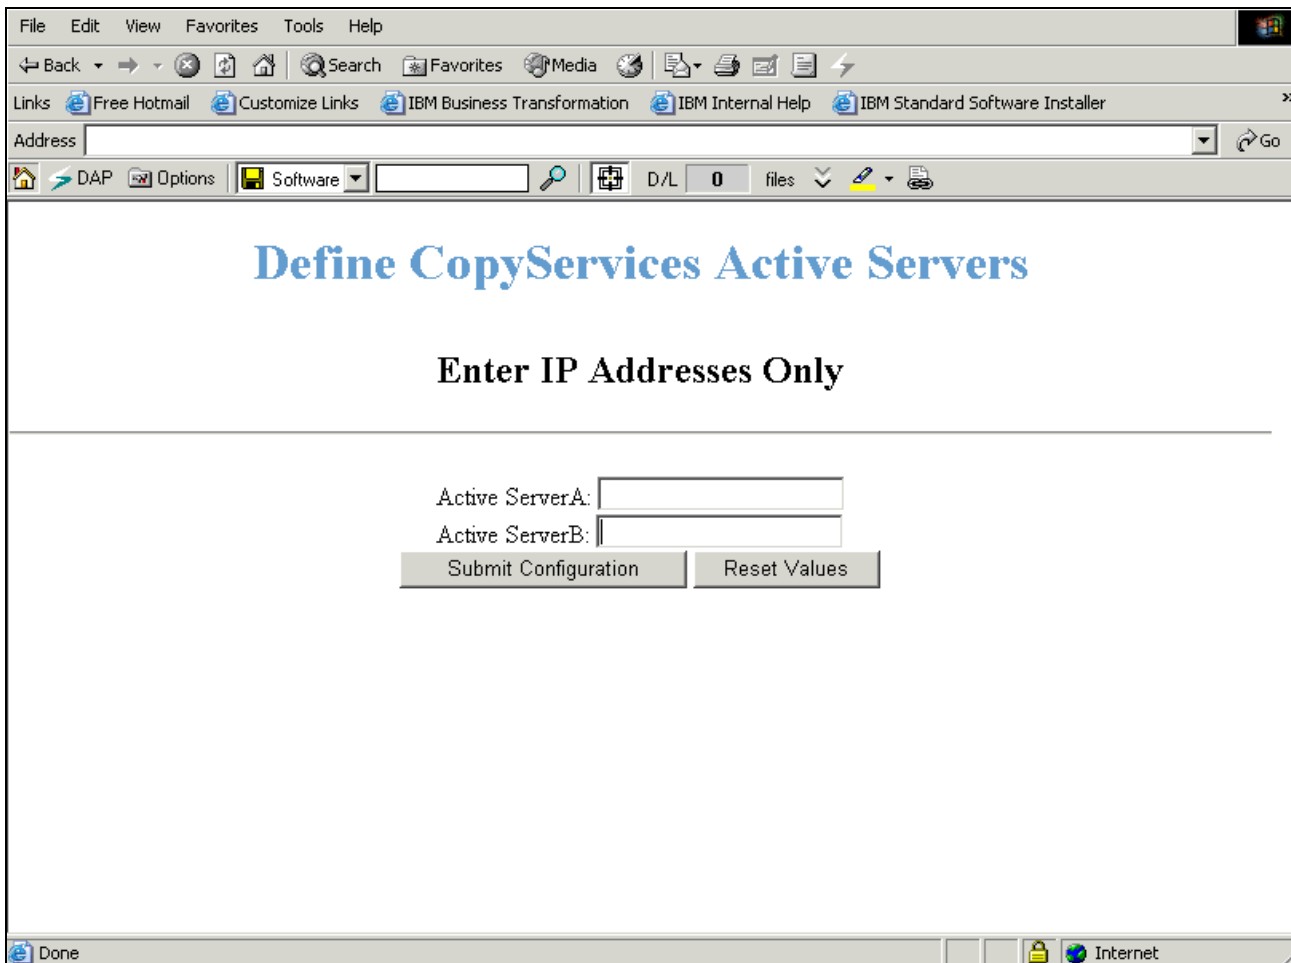 File Edit View Favorites Tools Help
Back Search Favorites Media
Links Free Hotmail Customize Links IBM Business Transformation IBM Internal Help IBM Standard Software Installer »
Address Go
DAP Options Software D/L 0 files
Define CopyServices Active Servers
Enter IP Addresses Only
Active ServerA:
Active ServerB:
Submit Configuration Reset Values
Done Internet